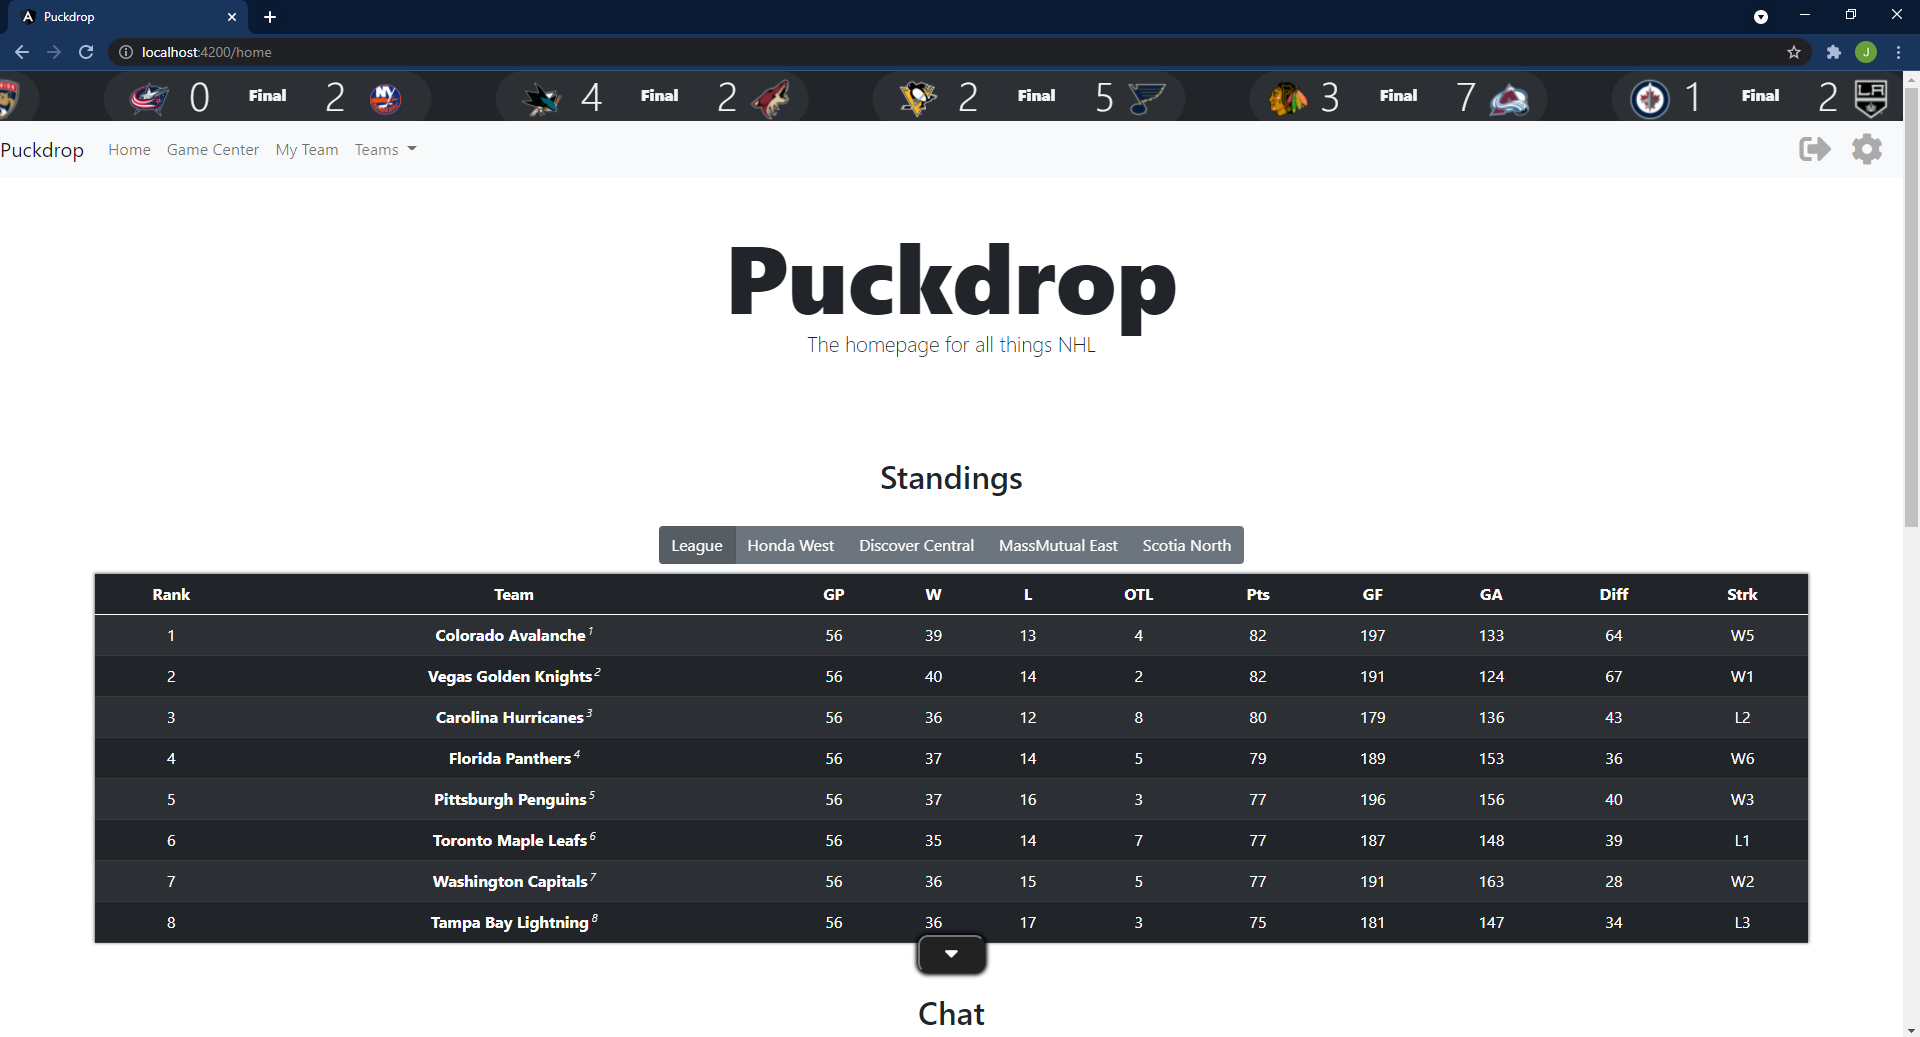 Puckdrop
localhost:4200/home
J
0 Final 2 NY 4 Final 2 2 Final 5 3 Final 7 1 Final 2 LA
Puckdrop Home Game Center My Team Teams
Puckdrop
The homepage for all things NHL
Standings
League Honda West Discover Central MassMutual East Scotia North
Rank Team GP W L OTL Pts GF GA Diff Strk
1 Colorado Avalanche 1 56 39 13 4 82 197 133 64 W5
2 Vegas Golden Knights 2 56 40 14 2 82 191 124 67 W1
3 Carolina Hurricanes 3 56 36 12 8 80 179 136 43 L2
4 Florida Panthers 4 56 37 14 5 79 189 153 36 W6
5 Pittsburgh Penguins 5 56 37 16 3 77 196 156 40 W3
6 Toronto Maple Leafs 6 56 35 14 7 77 187 148 39 L1
7 Washington Capitals 7 56 36 15 5 77 191 163 28 W2
8 Tampa Bay Lightning 8 56 36 17 3 75 181 147 34 L3
Chat